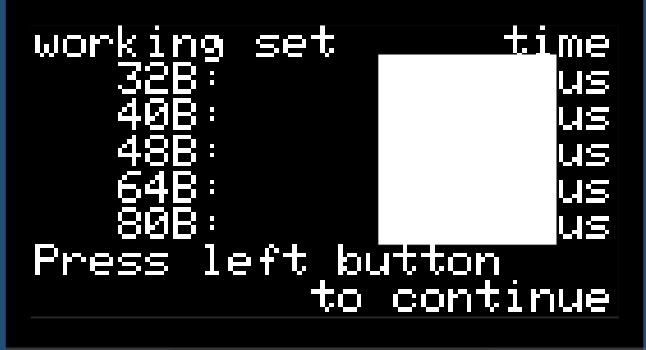 working set time
32B: us
40B: us
48B: us
64B: us
80B: us
Press left button
to continue